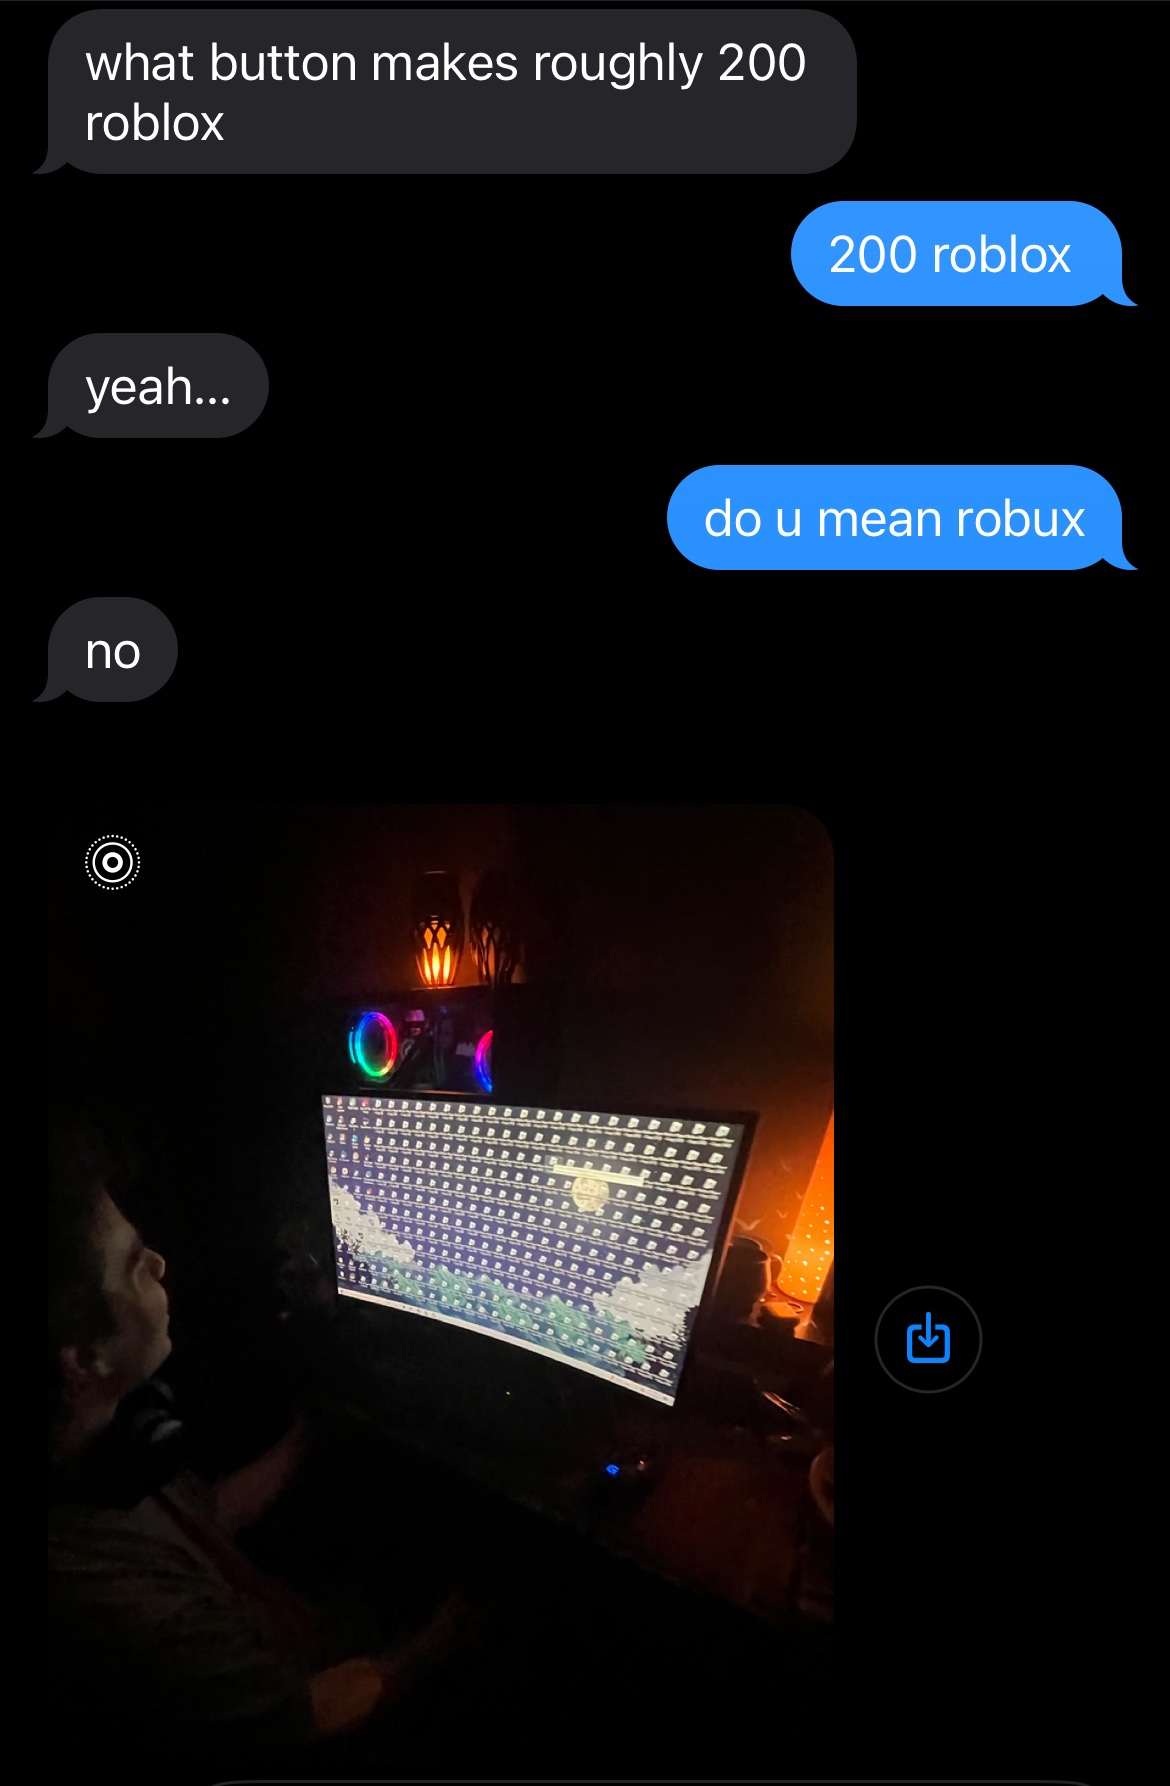 what button makes roughly 200
roblox
200 roblox
yeah...
do u mean robux
no